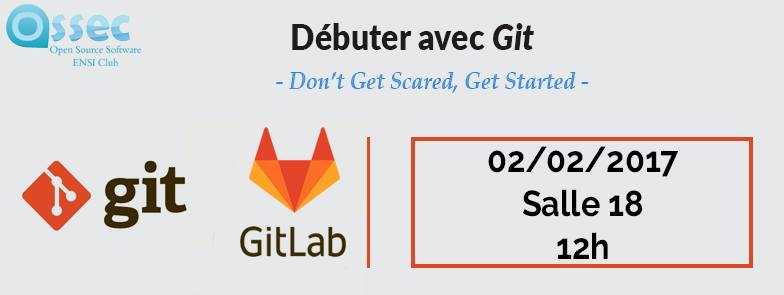 Ossec
Open Source Software
ENSI Club
Débuter avec Git
- Don't Get Scared, Get Started -
git
GitLab
02/02/2017
Salle 18
12h